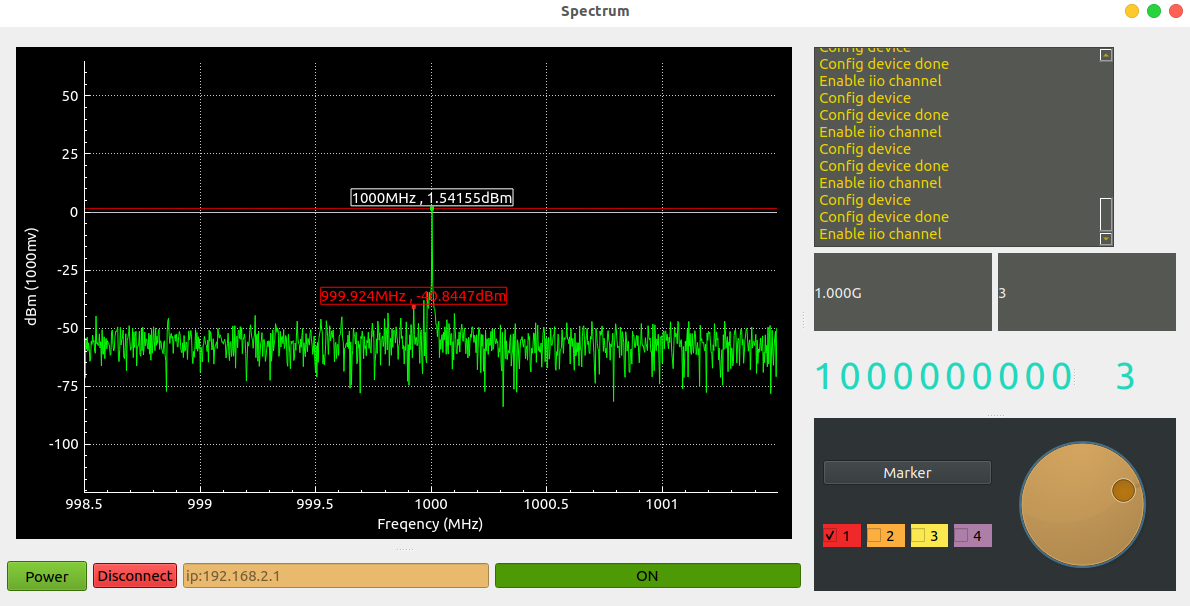 Spectrum
50
25
0
-25
-50
-75
-100
dBm (1000mv)
1000MHz , 1.54155dBm
999.924MHz , -40.8447dBm
998.5 999 999.5 1000 1000.5 1001
Freqency (MHz)
Config device
Config device done
Enable iio channel
Config device
Config device done
Enable iio channel
Config device
Config device done
Enable iio channel
Config device
Config device done
Enable iio channel
1.000G 3
1000000000 3
Marker
1 2 3 4
Power Disconnect ip:192.168.2.1 ON